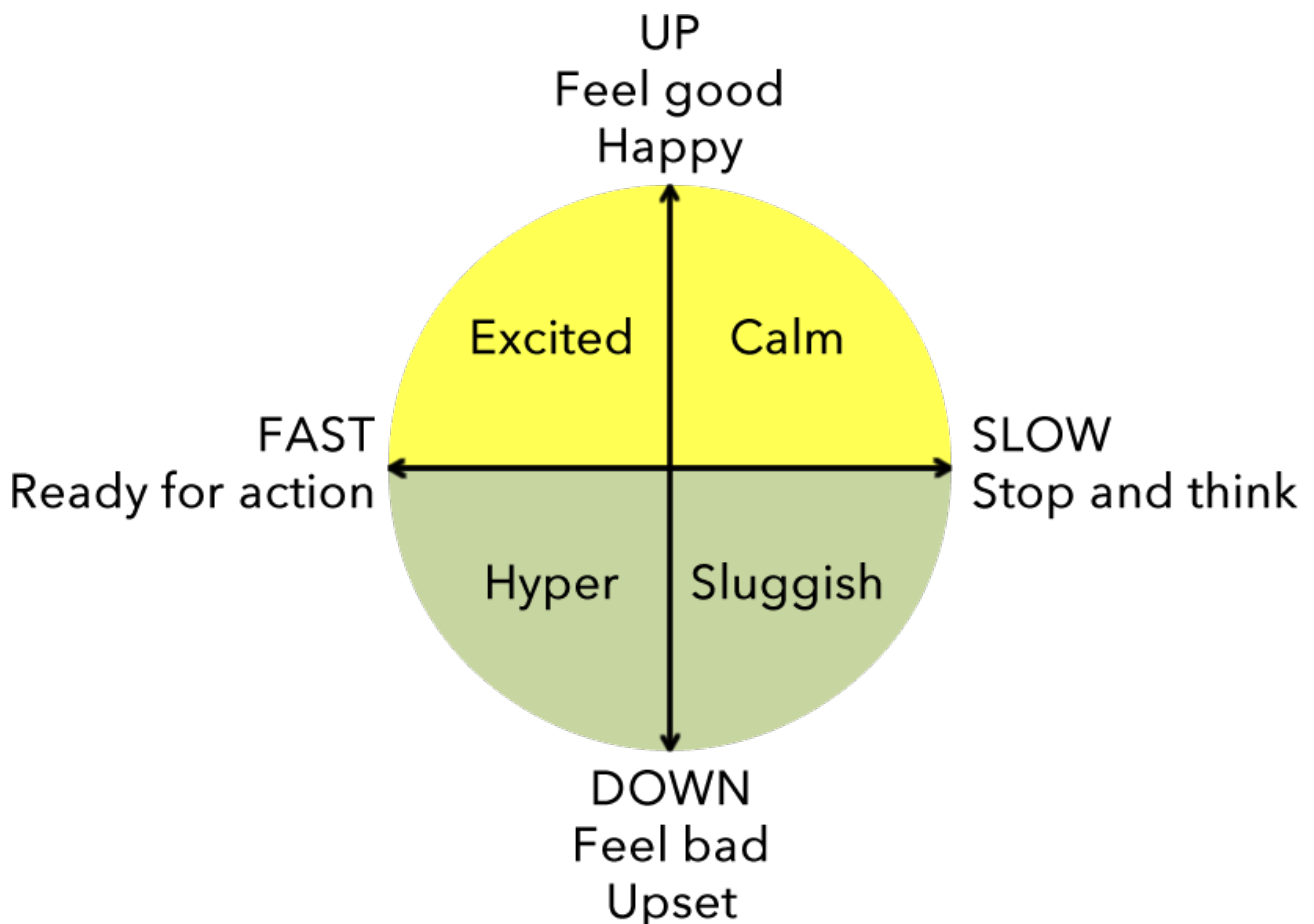 UP
Feel good
Happy
Excited
Calm
FAST
Ready for action
SLOW
Stop and think
Hyper
Sluggish
DOWN
Feel bad
Upset